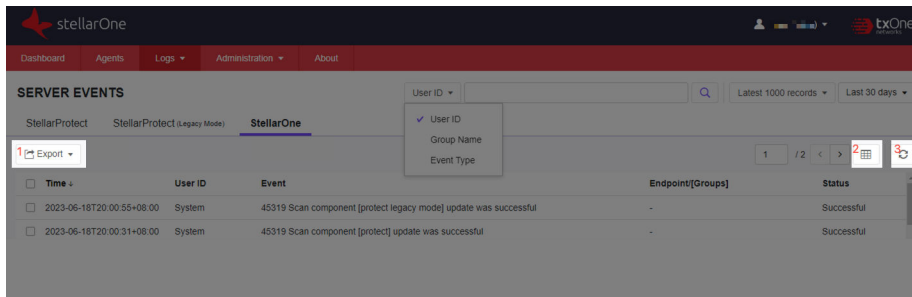 stellarOne
txOne
networks
Dashboard Agents Logs Administration About
SERVER EVENTS
User ID
Latest 1000 records
Last 30 days
StellarProtect StellarProtect (Legacy Mode) StellarOne
User ID
Group Name
Event Type
1 Export
1 /2 < > 2 3
Time User ID Event Endpoint/[Groups] Status
2023-06-18T20:00:55+08:00 System 45319 Scan component [protect legacy mode] update was successful - Successful
2023-06-18T20:00:31+08:00 System 45319 Scan component [protect] update was successful - Successful